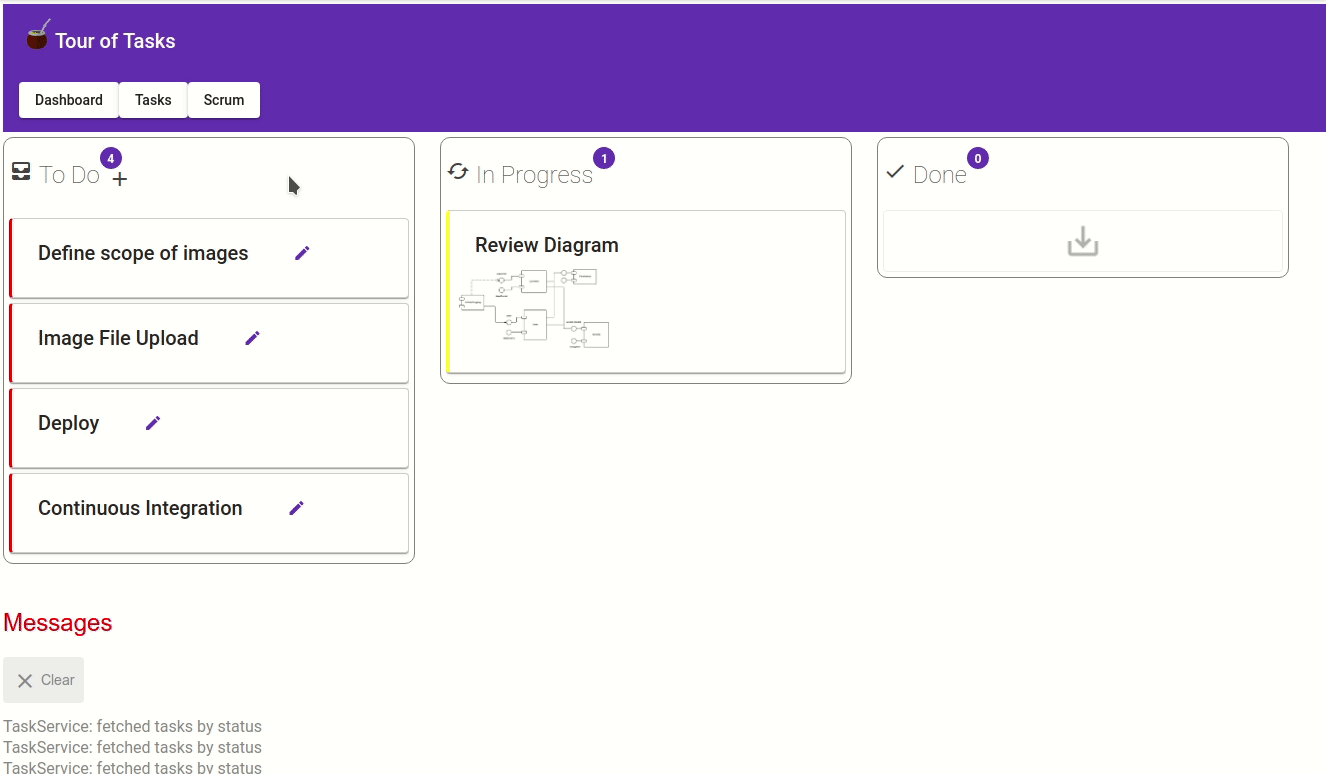 Tour of Tasks
Dashboard Tasks Scrum
To Do 4
Define scope of images
Image File Upload
Deploy
Continuous Integration
In Progress 1
Review Diagram
Done 0
Messages
Clear
TaskService: fetched tasks by status
TaskService: fetched tasks by status
TaskService: fetched tasks by status